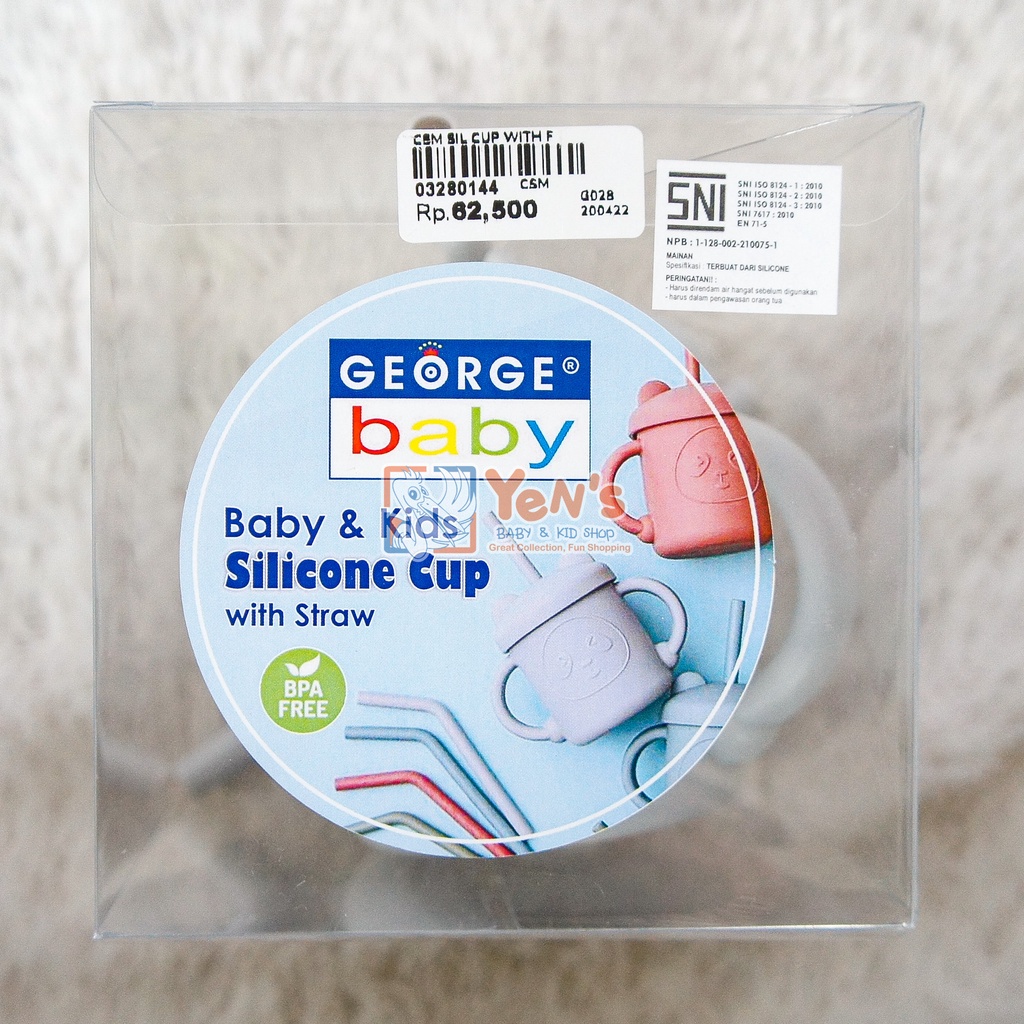 CSM SIL CUP WITH F
03280144 CSM
G028
Rp.62,500
200422
SNI
SNI ISO 8124 - 1 : 2010
SNI ISO 8124 - 2 : 2010
SNI ISO 8124 - 3 : 2010
SNI 7617 : 2010
EN 71-5
NPB : 1-128-002-210075-1
MAINAN
Spesifikasi : TERBUAT DARI SILICONE
PERINGATAN!! :
- Harus direndam air hangat sebelum digunakan
- harus dalam pengawasan orang tua
GEORGE®
baby
YeN's
BABY & KID SHOP
Great Collection, Fun Shopping
Baby & Kids
Silicone Cup
with Straw
BPA
FREE